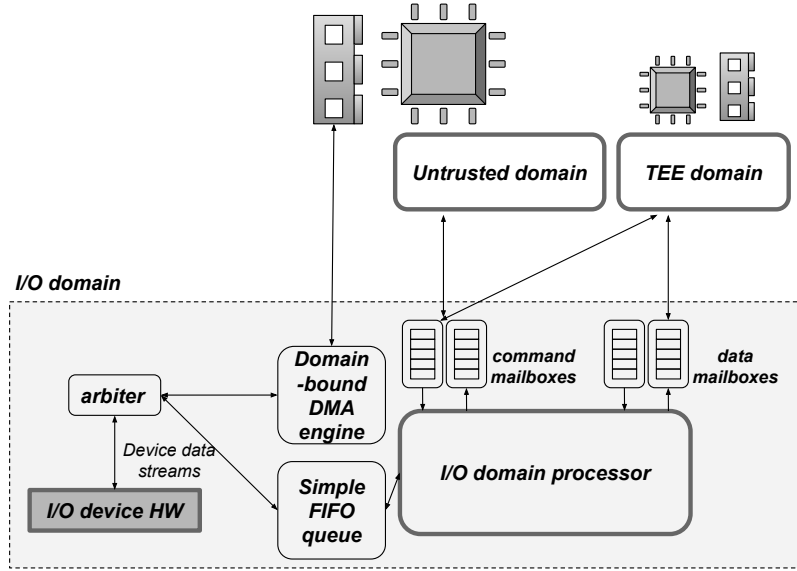 Untrusted domain
TEE domain
I/O domain
Domain
-bound
DMA
engine
command
mailboxes
data
mailboxes
arbiter
Device data
streams
I/O domain processor
I/O device HW
Simple
FIFO
queue